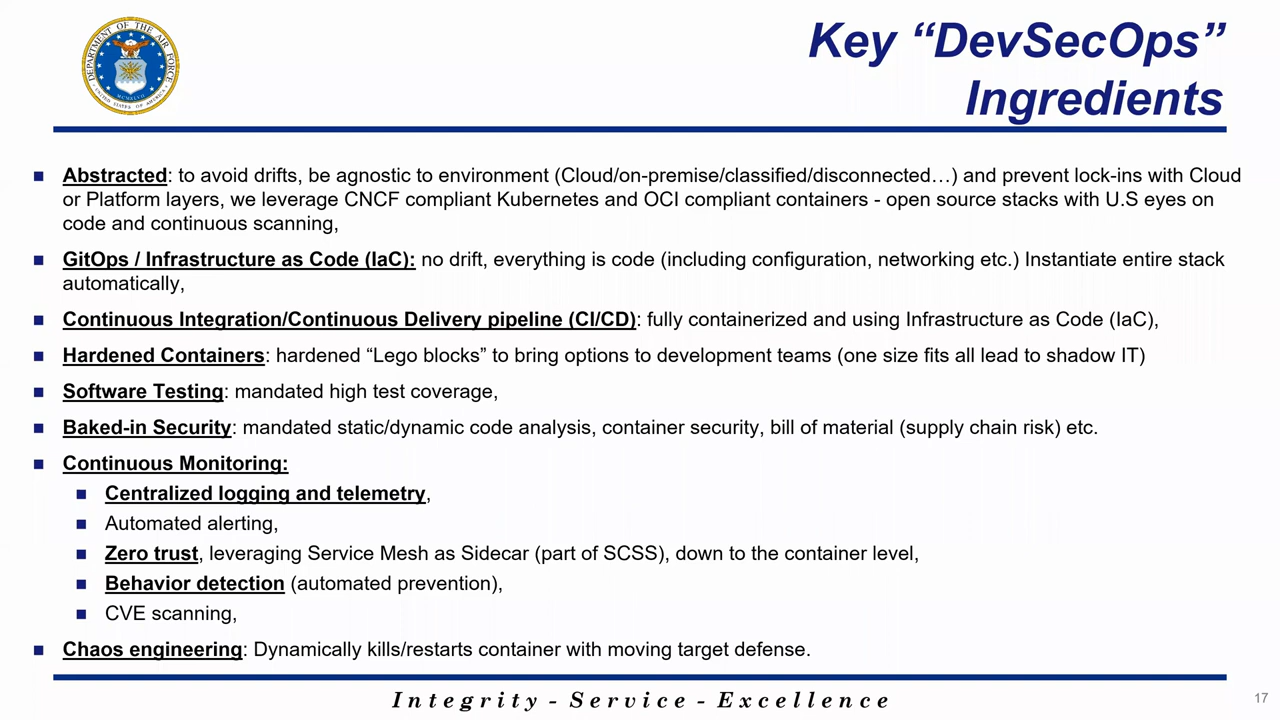 DEPARTMENT OF THE AIR FORCE
UNITED STATES OF AMERICA
MCMXLVII
Key “DevSecOps”
Ingredients
Abstracted: to avoid drifts, be agnostic to environment (Cloud/on-premise/classified/disconnected…) and prevent lock-ins with Cloud
or Platform layers, we leverage CNCF compliant Kubernetes and OCI compliant containers - open source stacks with U.S eyes on
code and continuous scanning,
GitOps / Infrastructure as Code (IaC): no drift, everything is code (including configuration, networking etc.) Instantiate entire stack
automatically,
Continuous Integration/Continuous Delivery pipeline (CI/CD): fully containerized and using Infrastructure as Code (IaC),
Hardened Containers: hardened “Lego blocks” to bring options to development teams (one size fits all lead to shadow IT)
Software Testing: mandated high test coverage,
Baked-in Security: mandated static/dynamic code analysis, container security, bill of material (supply chain risk) etc.
Continuous Monitoring:
Centralized logging and telemetry,
Automated alerting,
Zero trust, leveraging Service Mesh as Sidecar (part of SCSS), down to the container level,
Behavior detection (automated prevention),
CVE scanning,
Chaos engineering: Dynamically kills/restarts container with moving target defense.
Integrity - Service - Excellence
17